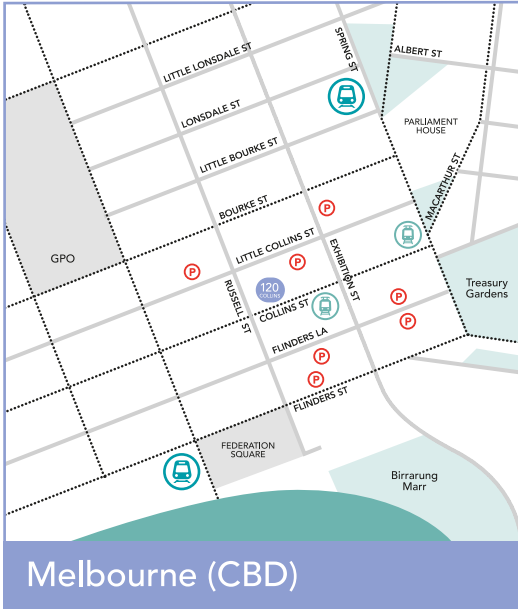 SPRING ST
ALBERT ST
LITTLE LONSDALE ST
LONSDALE ST
PARLIAMENT
HOUSE
LITTLE BOURKE ST
MACARTHUR ST
BOURKE ST
P
LITTLE COLLINS ST
EXHIBITION ST
GPO
P
P
RUSSELL ST
120
COLLINS
COLLINS ST
Treasury
Gardens
P
P
FLINDERS LA
P
P
FLINDERS ST
FEDERATION
SQUARE
Birrarung
Marr
Melbourne (CBD)